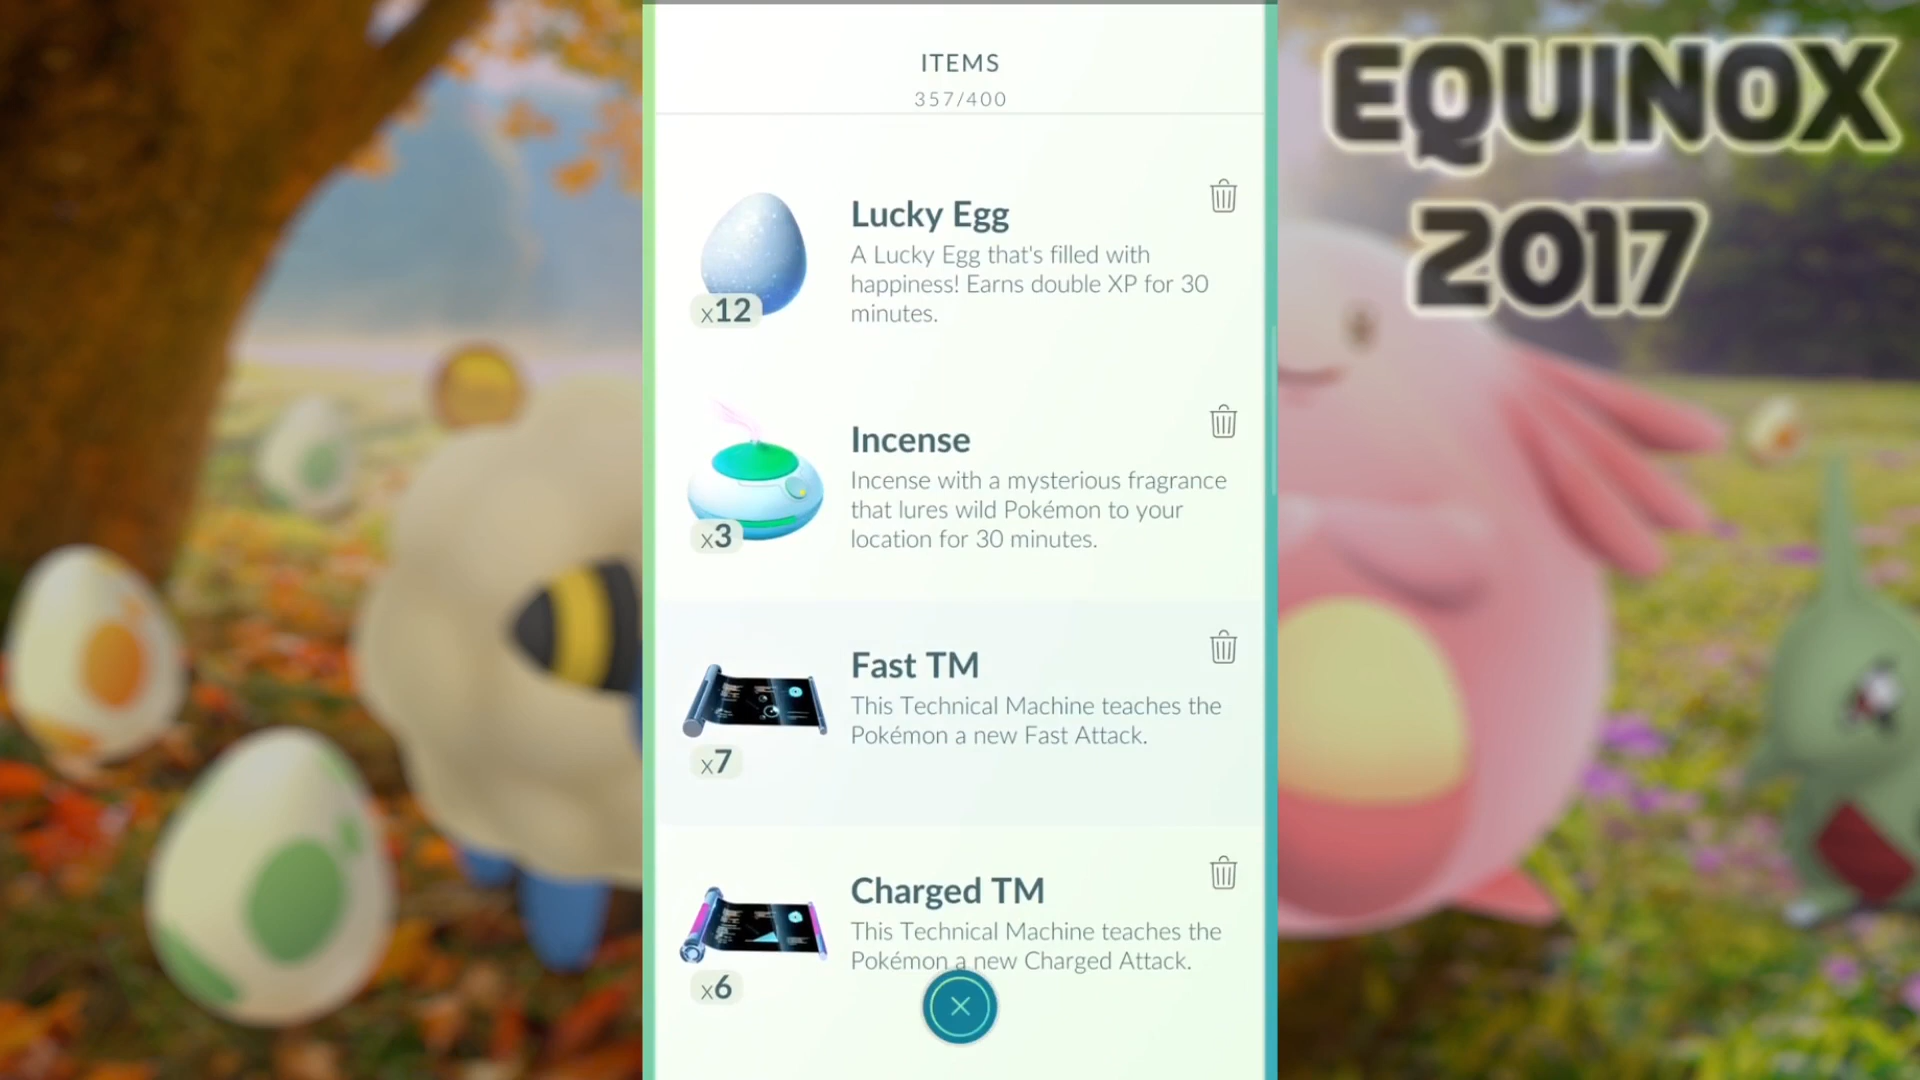 ITEMS
357/400
EQUINOX
2017
Lucky Egg
A Lucky Egg that's filled with
happiness! Earns double XP for 30
minutes.
x12
Incense
Incense with a mysterious fragrance
that lures wild Pokémon to your
location for 30 minutes.
x3
Fast TM
This Technical Machine teaches the
Pokémon a new Fast Attack.
x7
Charged TM
This Technical Machine teaches the
Pokémon a new Charged Attack.
x6